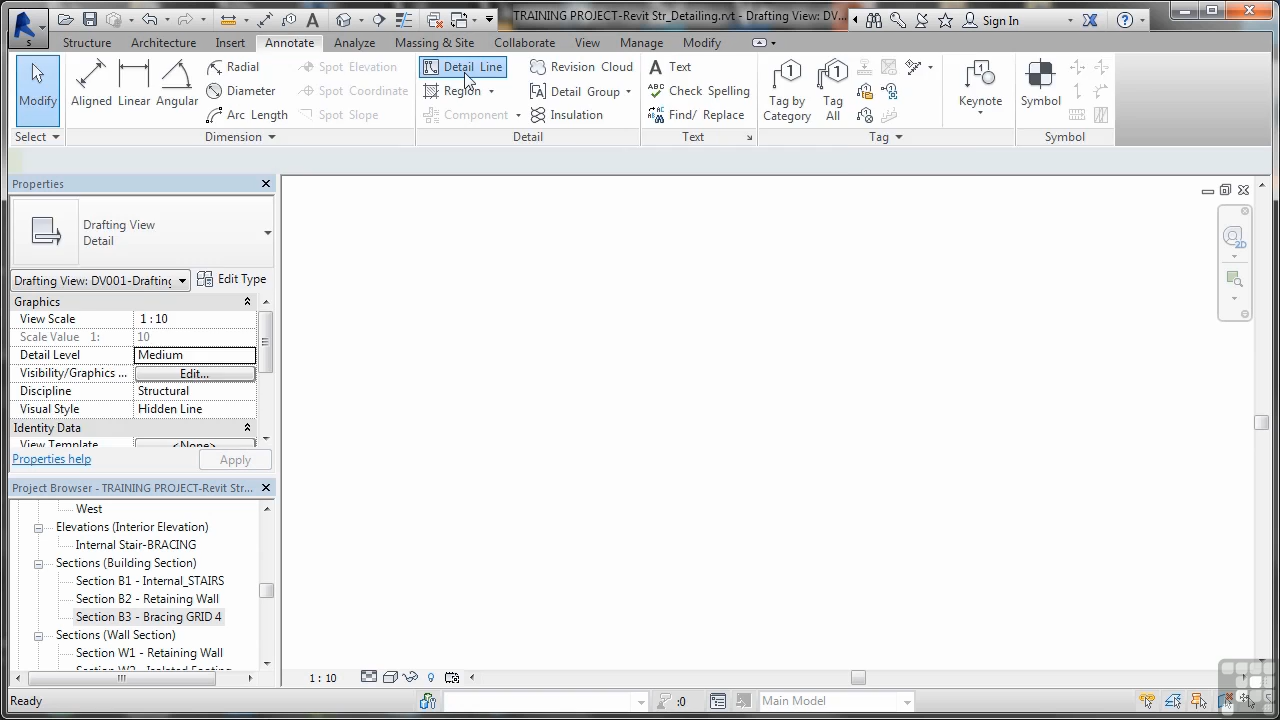 TRAINING PROJECT-Revit Str_Detailing.rvt - Drafting View: DV...
Sign In
S
Structure Architecture Insert Annotate Analyze Massing & Site Collaborate View Manage Modify
Modify
Aligned Linear Angular
Radial
Diameter
Arc Length
Spot Elevation
Spot Coordinate
Spot Slope
Detail Line
Region
Component
Revision Cloud
Detail Group
Insulation
Text
Check Spelling
Find/ Replace
Tag by
Category
Tag
All
Keynote
Symbol
Select Dimension Detail Text Tag Symbol
Properties
Drafting View
Detail
Drafting View: DV001-Drafting
Edit Type
Graphics
View Scale 1 : 10
Scale Value 1: 10
Detail Level Medium
Visibility/Graphics ... Edit...
Discipline Structural
Visual Style Hidden Line
Identity Data
View Template <None>
Properties help Apply
Project Browser - TRAINING PROJECT-Revit Str...
West
Elevations (Interior Elevation)
Internal Stair-BRACING
Sections (Building Section)
Section B1 - Internal_STAIRS
Section B2 - Retaining Wall
Section B3 - Bracing GRID 4
Sections (Wall Section)
Section W1 - Retaining Wall
Section W2 - Isolated Footing
2D
1 : 10
Ready
:0
Main Model